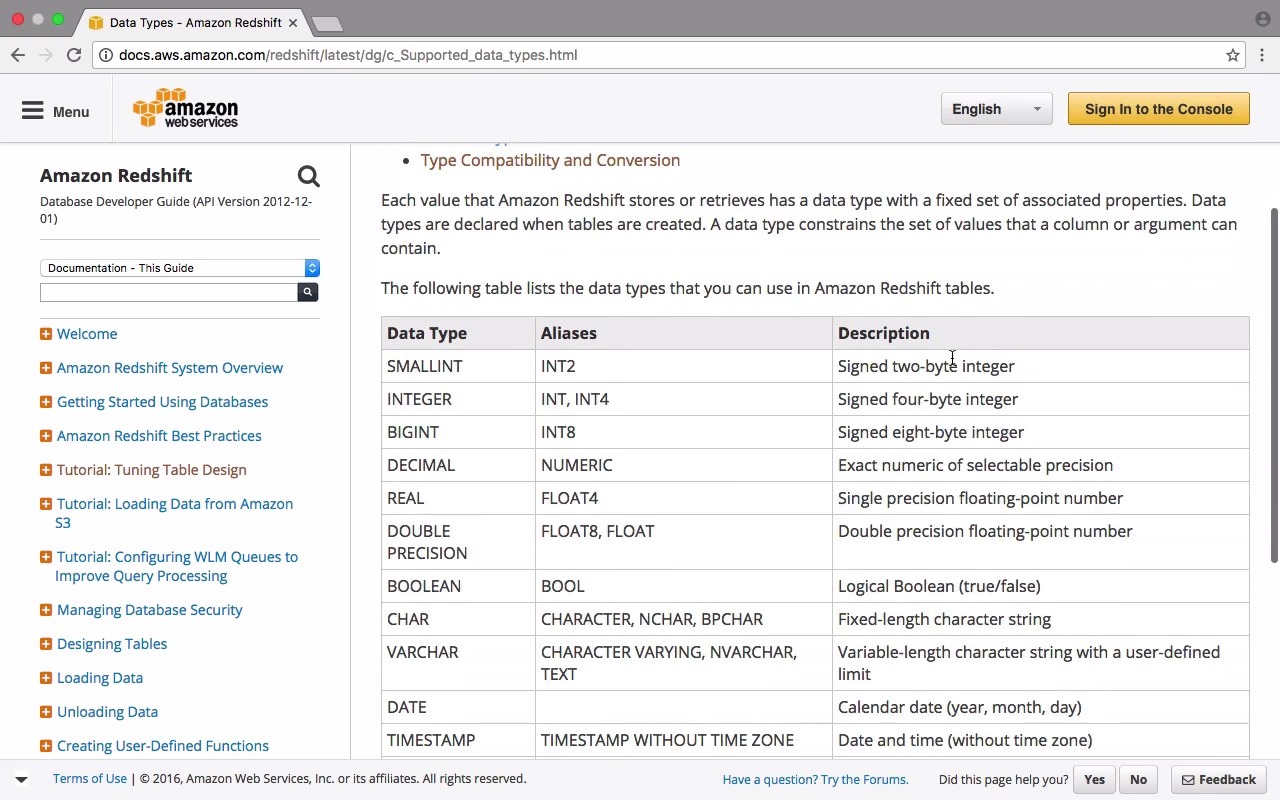 Data Types - Amazon Redshift
docs.aws.amazon.com/redshift/latest/dg/c_Supported_data_types.html
Menu
amazon
webservices
English
Sign In to the Console
Amazon Redshift
Database Developer Guide (API Version 2012-12-
01)
Documentation - This Guide
Welcome
Amazon Redshift System Overview
Getting Started Using Databases
Amazon Redshift Best Practices
Tutorial: Tuning Table Design
Tutorial: Loading Data from Amazon
S3
Tutorial: Configuring WLM Queues to
Improve Query Processing
Managing Database Security
Designing Tables
Loading Data
Unloading Data
Creating User-Defined Functions
• Type Compatibility and Conversion
Each value that Amazon Redshift stores or retrieves has a data type with a fixed set of associated properties. Data
types are declared when tables are created. A data type constrains the set of values that a column or argument can
contain.
The following table lists the data types that you can use in Amazon Redshift tables.
Data Type Aliases Description
SMALLINT INT2 Signed two-byte integer
INTEGER INT, INT4 Signed four-byte integer
BIGINT INT8 Signed eight-byte integer
DECIMAL NUMERIC Exact numeric of selectable precision
REAL FLOAT4 Single precision floating-point number
DOUBLE FLOAT8, FLOAT Double precision floating-point number
PRECISION
BOOLEAN BOOL Logical Boolean (true/false)
CHAR CHARACTER, NCHAR, BPCHAR Fixed-length character string
VARCHAR CHARACTER VARYING, NVARCHAR, Variable-length character string with a user-defined
TEXT limit
DATE Calendar date (year, month, day)
TIMESTAMP TIMESTAMP WITHOUT TIME ZONE Date and time (without time zone)
Terms of Use | © 2016, Amazon Web Services, Inc. or its affiliates. All rights reserved.
Have a question? Try the Forums.
Did this page help you?
Yes
No
Feedback